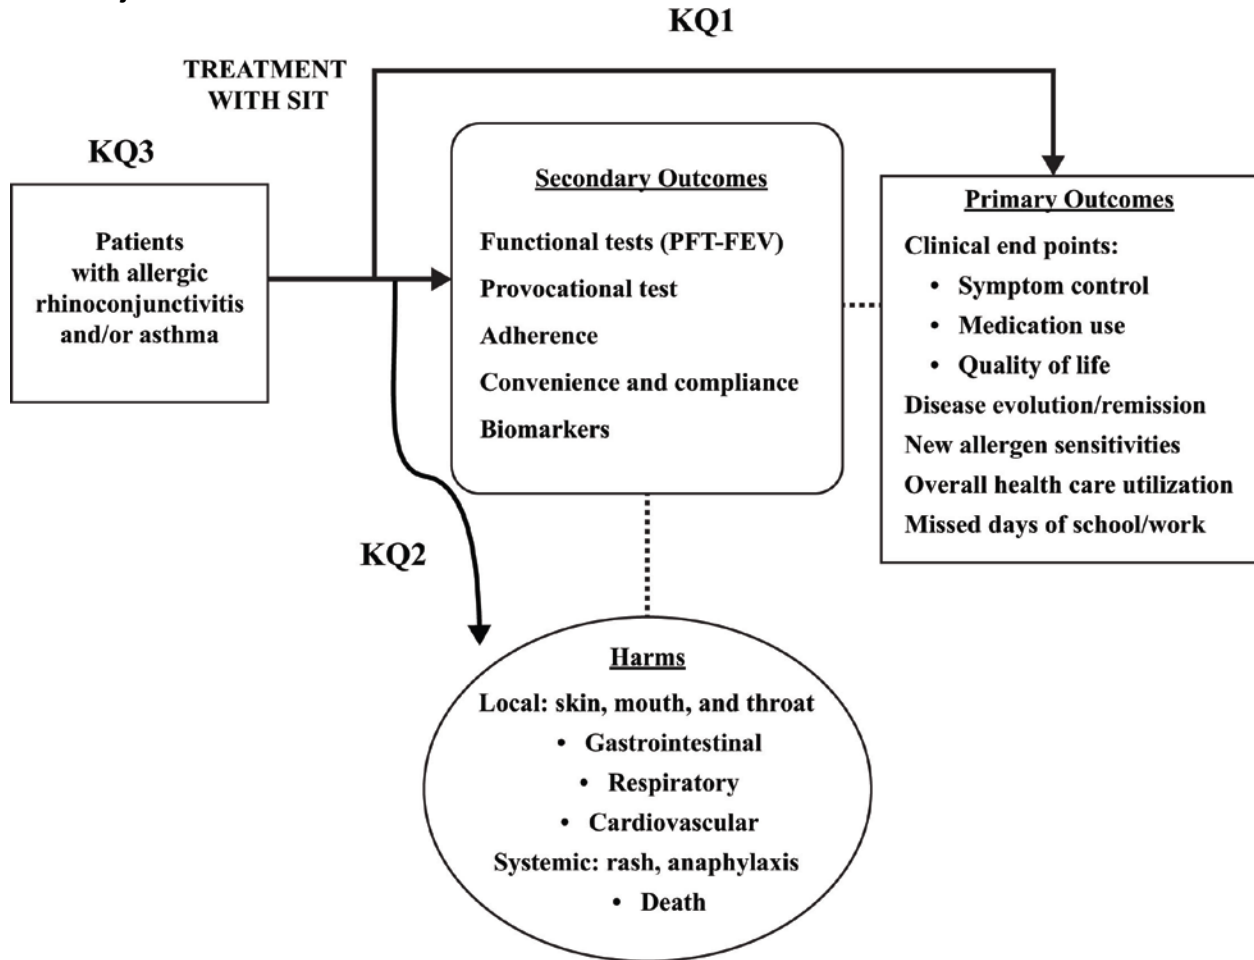 KQ1
TREATMENT
WITH SIT
KQ3
Patients
with allergic
rhinoconjunctivitis
and/or asthma
Secondary Outcomes
Functional tests (PFT-FEV)
Provocational test
Adherence
Convenience and compliance
Biomarkers
Primary Outcomes
Clinical end points:
• Symptom control
• Medication use
• Quality of life
Disease evolution/remission
New allergen sensitivities
Overall health care utilization
Missed days of school/work
KQ2
Harms
Local: skin, mouth, and throat
• Gastrointestinal
• Respiratory
• Cardiovascular
Systemic: rash, anaphylaxis
• Death